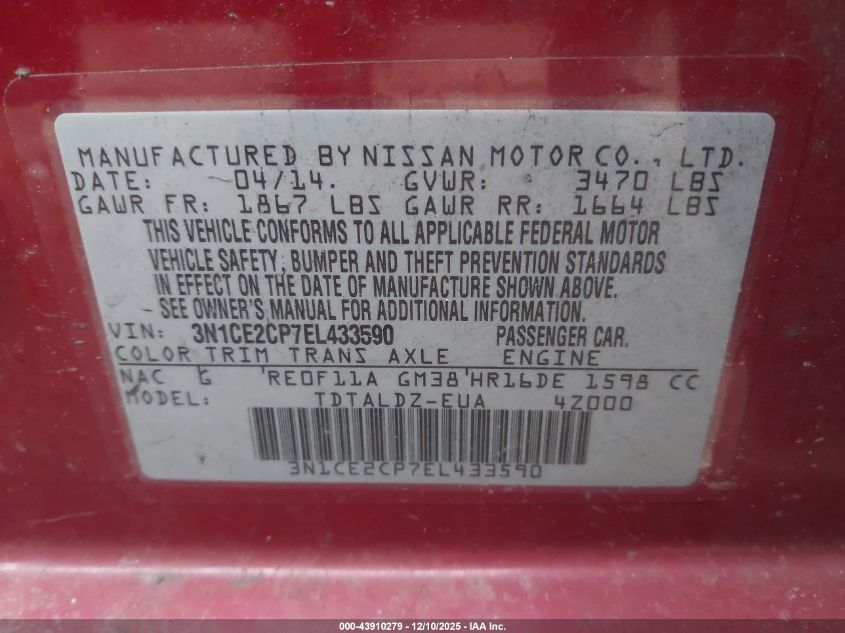 MANUFACTURED BY NISSAN MOTOR CO., LTD.
DATE: 04/14. GVWR: 3470 LBS
GAWR FR: 1867 LBS GAWR RR: 1664 LBS
THIS VEHICLE CONFORMS TO ALL APPLICABLE FEDERAL MOTOR
VEHICLE SAFETY, BUMPER AND THEFT PREVENTION STANDARDS
IN EFFECT ON THE DATE OF MANUFACTURE SHOWN ABOVE.
- SEE OWNER'S MANUAL FOR ADDITIONAL INFORMATION. -
VIN: 3N1CE2CP7EL433590 PASSENGER CAR.
COLOR TRIM TRANS AXLE ENGINE
NAC G 'RE0F11A GM38'HR16DE 1598 CC
MODEL: TDTALDZ-EUA 4Z000
3N1CE2CP7EL433590
000-43910279 — 12/10/2025 — IAA Inc.